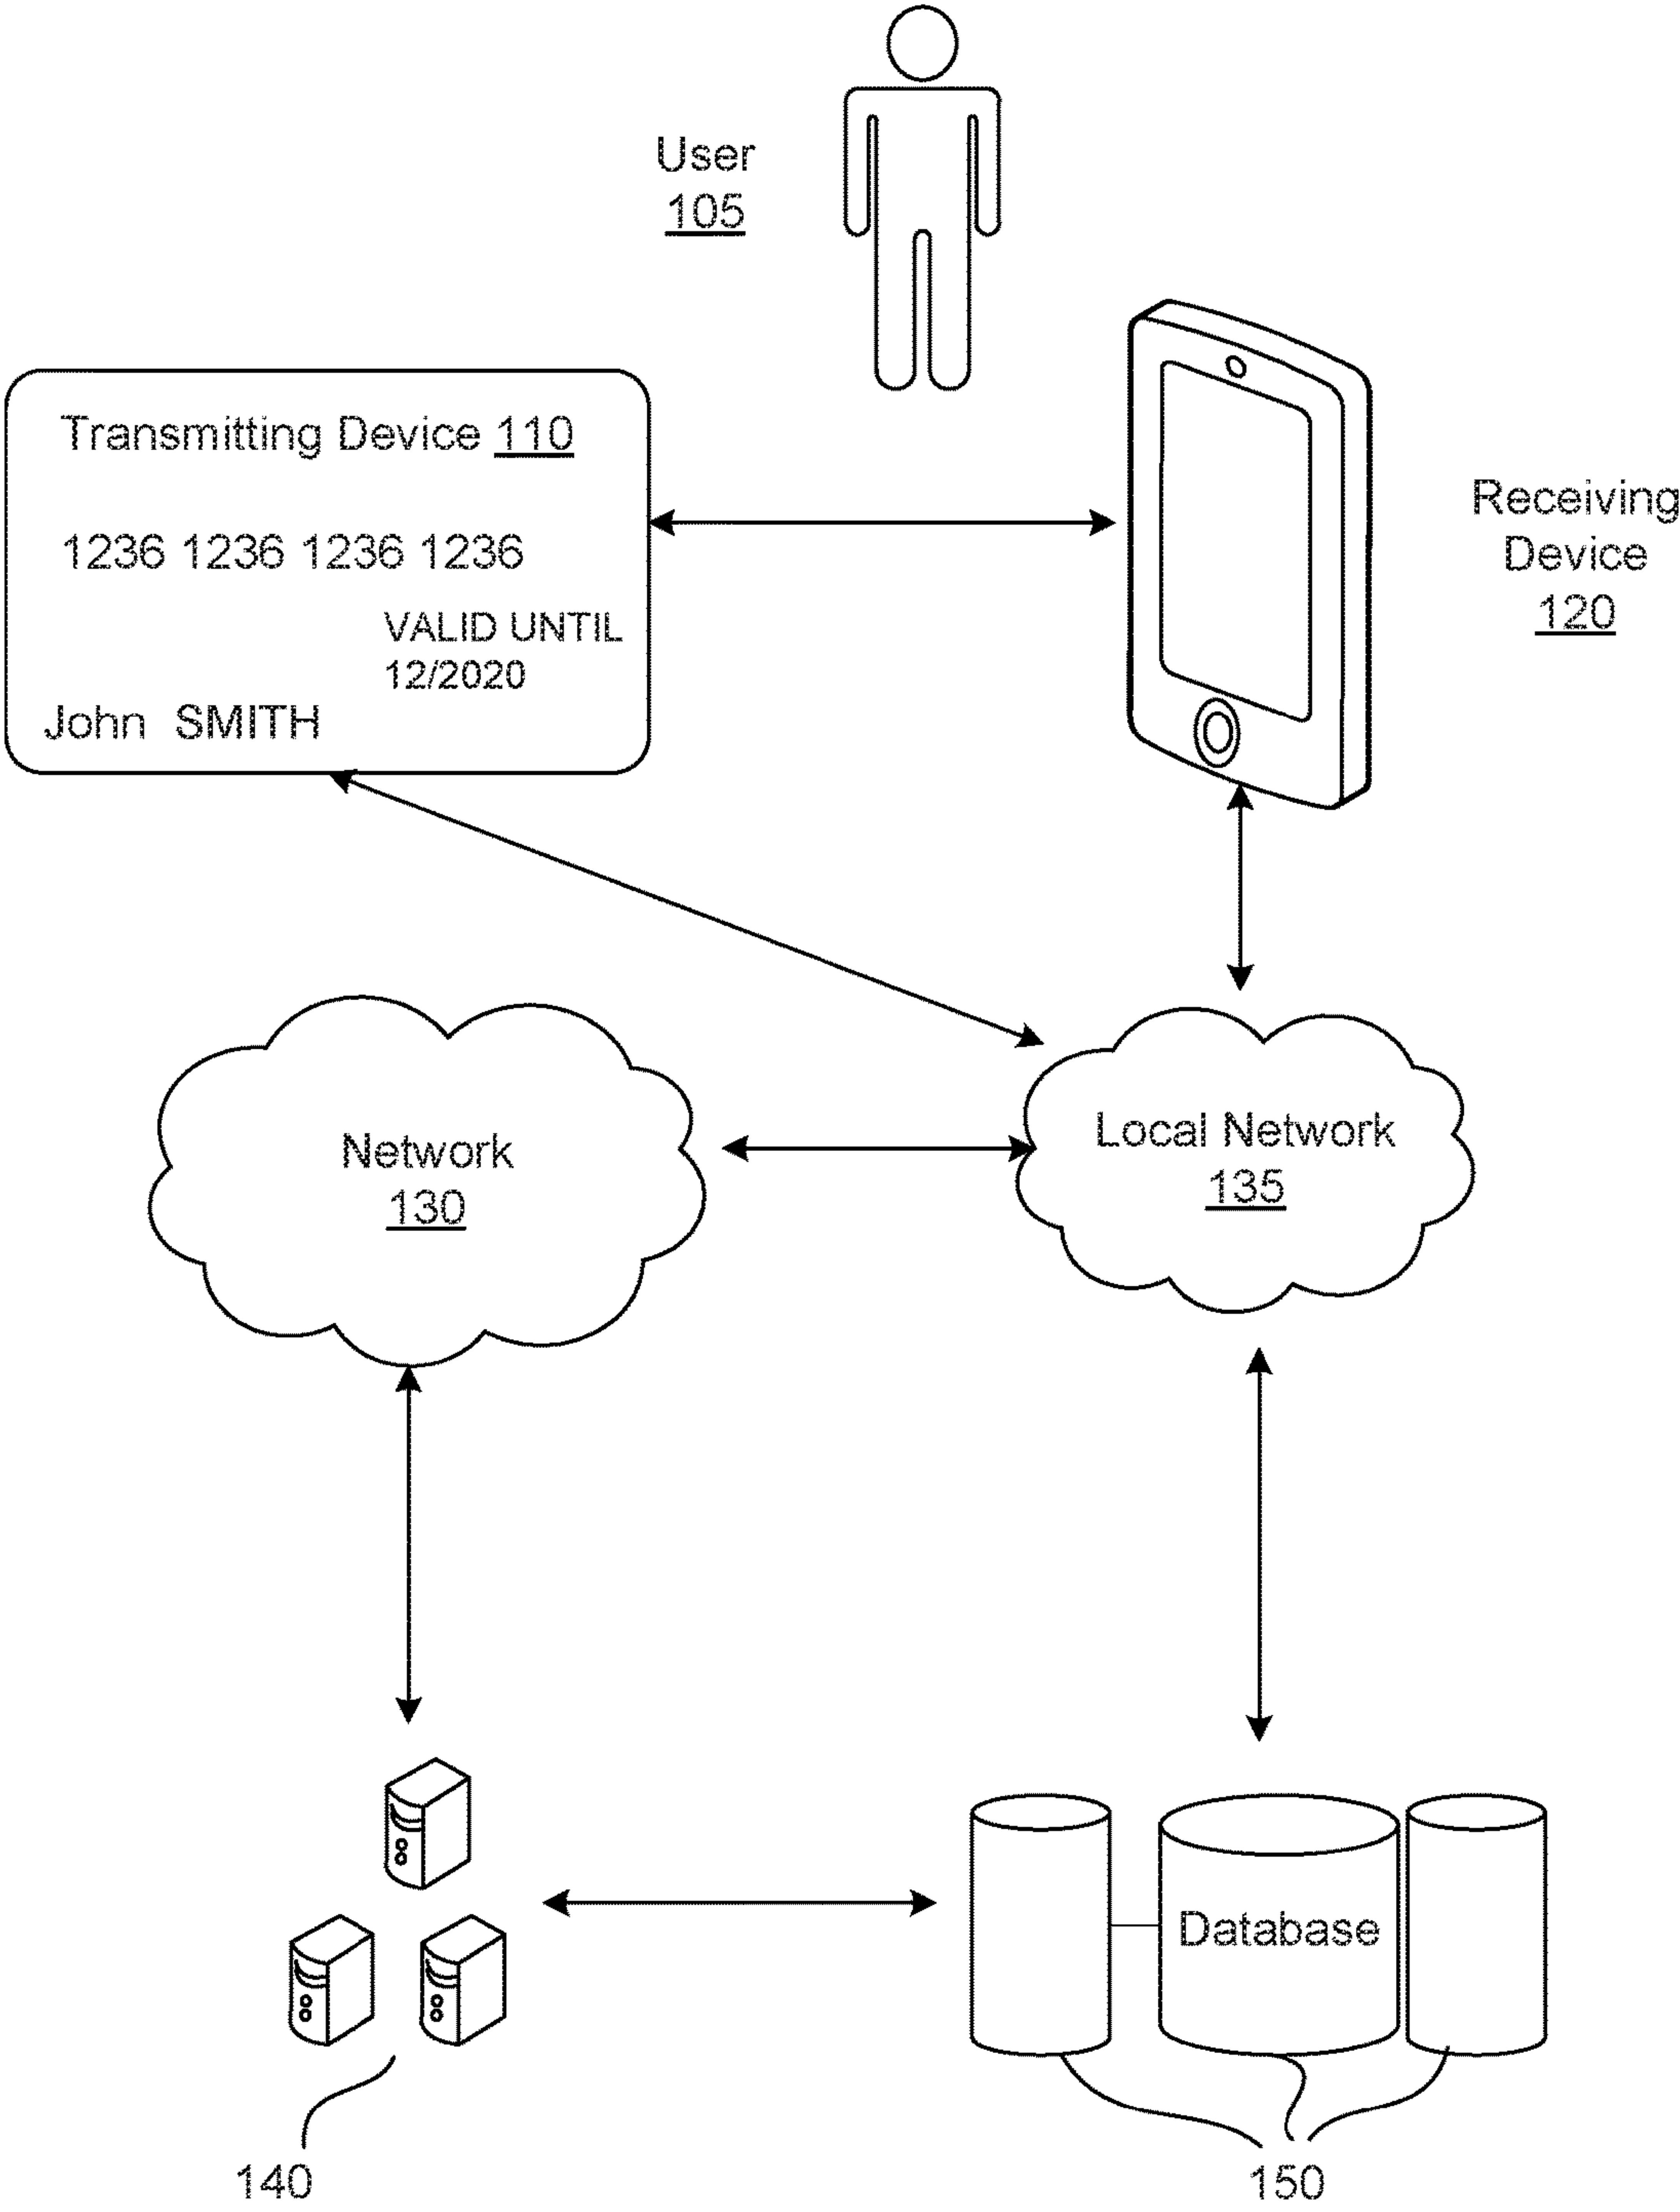 User
105
Transmitting Device 110
1236 1236 1236 1236
VALID UNTIL
12/2020
John SMITH
Receiving
Device
120
Network
130
Local Network
135
Database
140
150